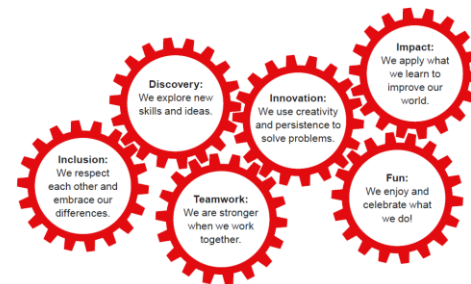 Impact:
We apply what
we learn to
improve our
world.
Discovery:
We explore new
skills and ideas.
Innovation:
We use creativity
and persistence to
solve problems.
Inclusion:
We respect
each other and
embrace our
differences.
Teamwork:
We are stronger
when we work
together.
Fun:
We enjoy and
celebrate what
we do!